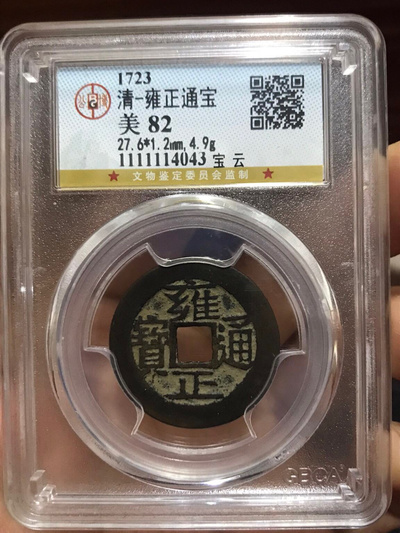 1723
清-雍正通宝
美 82
27.6*1.2mm,4.9g
1111114043 宝云
★ 文物鉴定委员会监制 ★
雍正通寶
GBCA